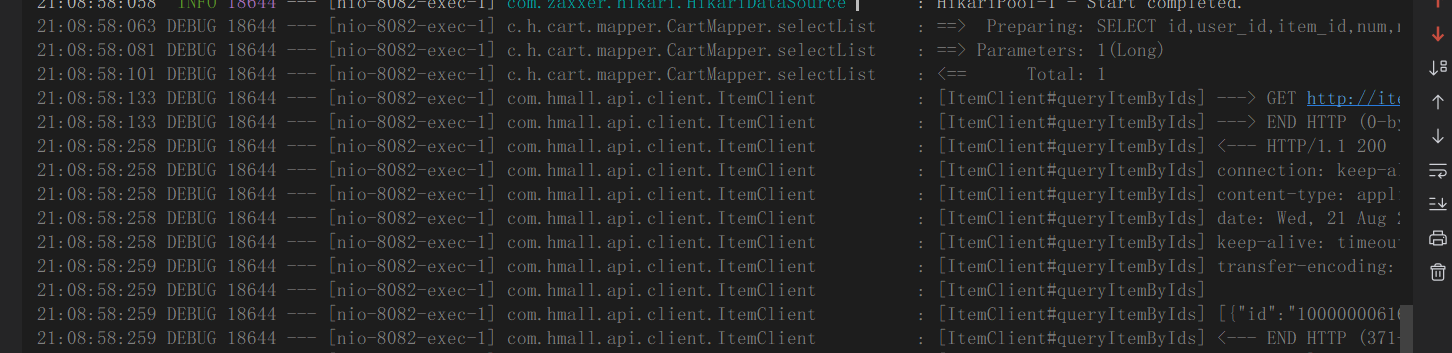 21:08:58:058 INFO 18644 --- [nio-8082-exec-1] com.zaxxer.hikari.HikariDataSource : HikariPool-1 - Start completed.
21:08:58:063 DEBUG 18644 --- [nio-8082-exec-1] c.h.cart.mapper.CartMapper.selectList : ==> Preparing: SELECT id,user_id,item_id,num,
21:08:58:081 DEBUG 18644 --- [nio-8082-exec-1] c.h.cart.mapper.CartMapper.selectList : ==> Parameters: 1(Long)
21:08:58:101 DEBUG 18644 --- [nio-8082-exec-1] c.h.cart.mapper.CartMapper.selectList : <== Total: 1
21:08:58:133 DEBUG 18644 --- [nio-8082-exec-1] com.hmall.api.client.ItemClient : [ItemClient#queryItemByIds] ---> GET http://ite
21:08:58:133 DEBUG 18644 --- [nio-8082-exec-1] com.hmall.api.client.ItemClient : [ItemClient#queryItemByIds] ---> END HTTP (0-by
21:08:58:258 DEBUG 18644 --- [nio-8082-exec-1] com.hmall.api.client.ItemClient : [ItemClient#queryItemByIds] <--- HTTP/1.1 200
21:08:58:258 DEBUG 18644 --- [nio-8082-exec-1] com.hmall.api.client.ItemClient : [ItemClient#queryItemByIds] connection: keep-al
21:08:58:258 DEBUG 18644 --- [nio-8082-exec-1] com.hmall.api.client.ItemClient : [ItemClient#queryItemByIds] content-type: appli
21:08:58:258 DEBUG 18644 --- [nio-8082-exec-1] com.hmall.api.client.ItemClient : [ItemClient#queryItemByIds] date: Wed, 21 Aug 2
21:08:58:258 DEBUG 18644 --- [nio-8082-exec-1] com.hmall.api.client.ItemClient : [ItemClient#queryItemByIds] keep-alive: timeout
21:08:58:259 DEBUG 18644 --- [nio-8082-exec-1] com.hmall.api.client.ItemClient : [ItemClient#queryItemByIds] transfer-encoding:
21:08:58:259 DEBUG 18644 --- [nio-8082-exec-1] com.hmall.api.client.ItemClient : [ItemClient#queryItemByIds]
21:08:58:259 DEBUG 18644 --- [nio-8082-exec-1] com.hmall.api.client.ItemClient : [ItemClient#queryItemByIds] [{"id":"1000000061
21:08:58:259 DEBUG 18644 --- [nio-8082-exec-1] com.hmall.api.client.ItemClient : [ItemClient#queryItemByIds] <--- END HTTP (371-